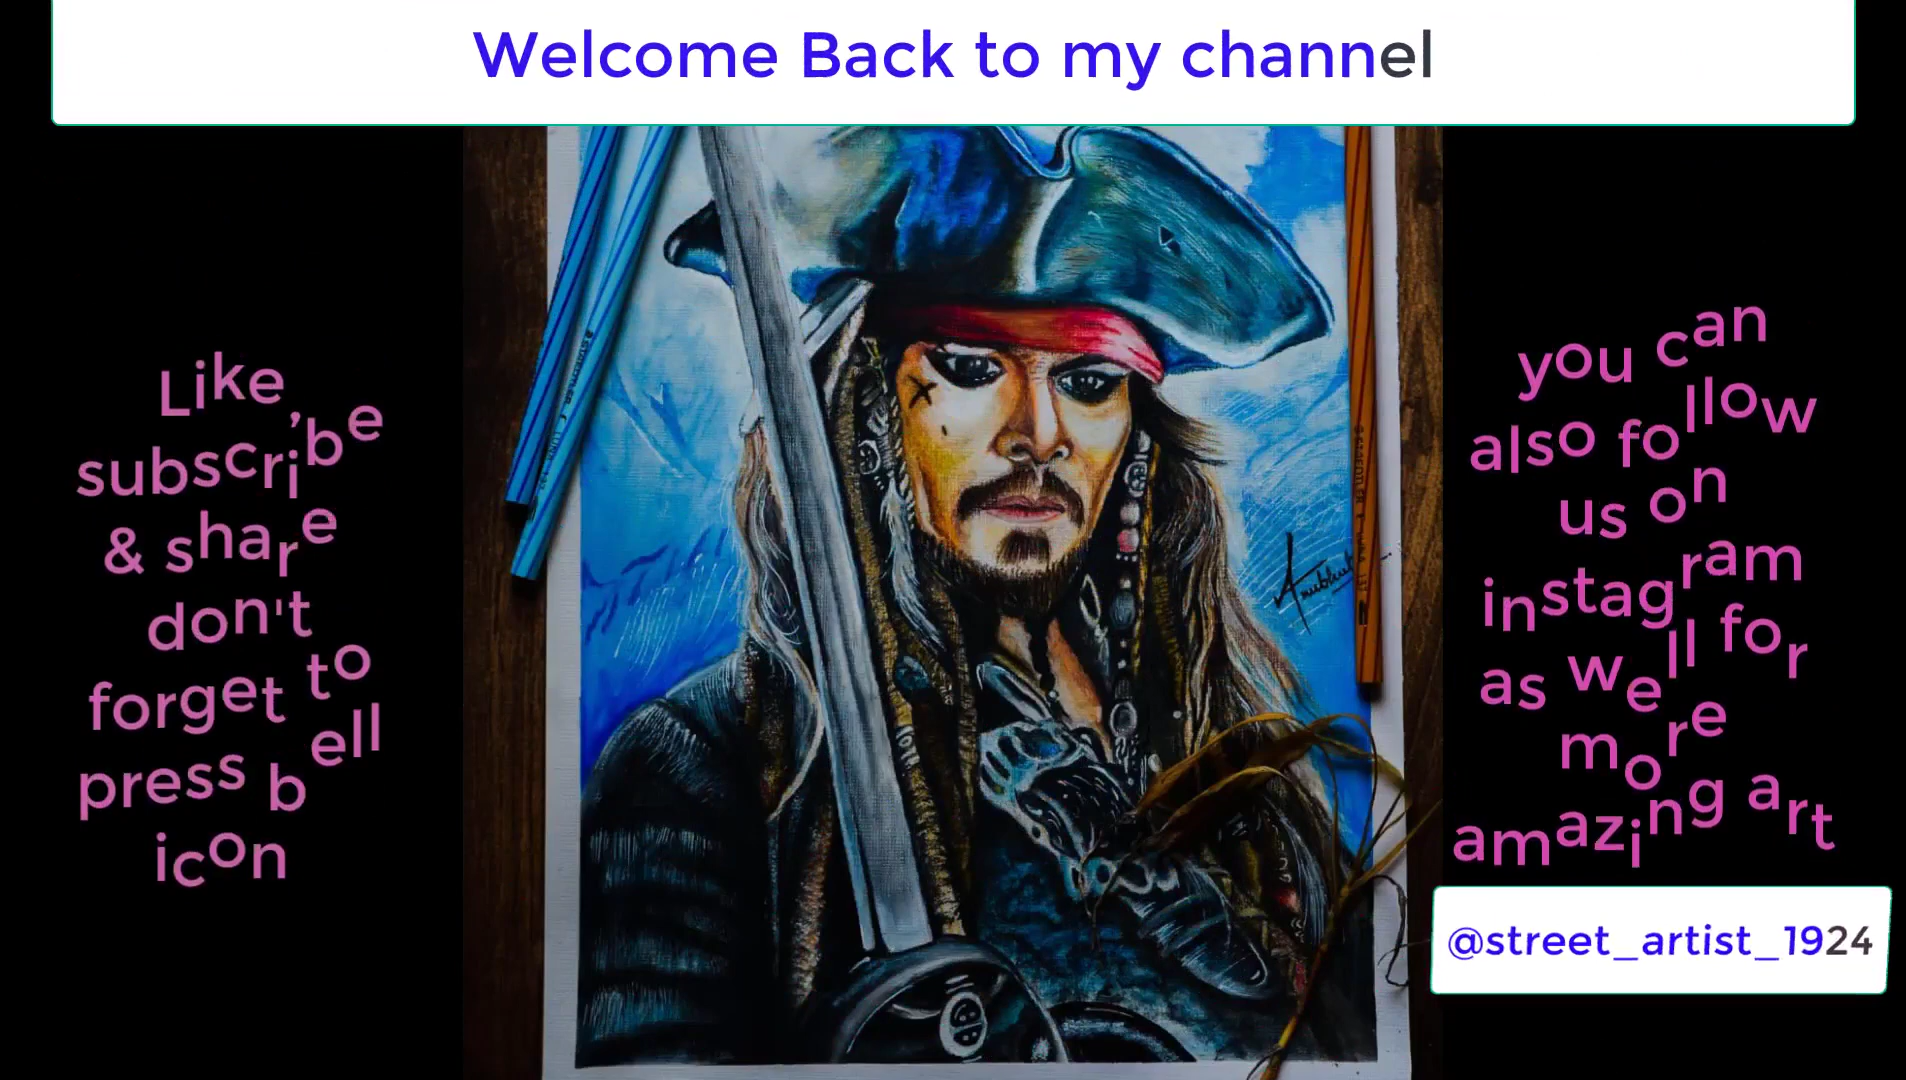 Welcome Back to my channel
Like,
subscribe
& share
don't
forget to
press bell
icon
you can
also follow
us on
instagram
as well for
more
amazing art
@street_artist_1924